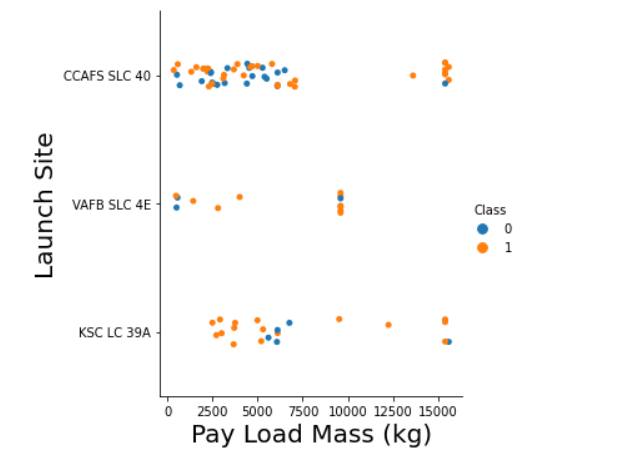 Launch Site
CCAFS SLC 40
VAFB SLC 4E
KSC LC 39A
0 2500 5000 7500 10000 12500 15000
Pay Load Mass (kg)
Class
0
1